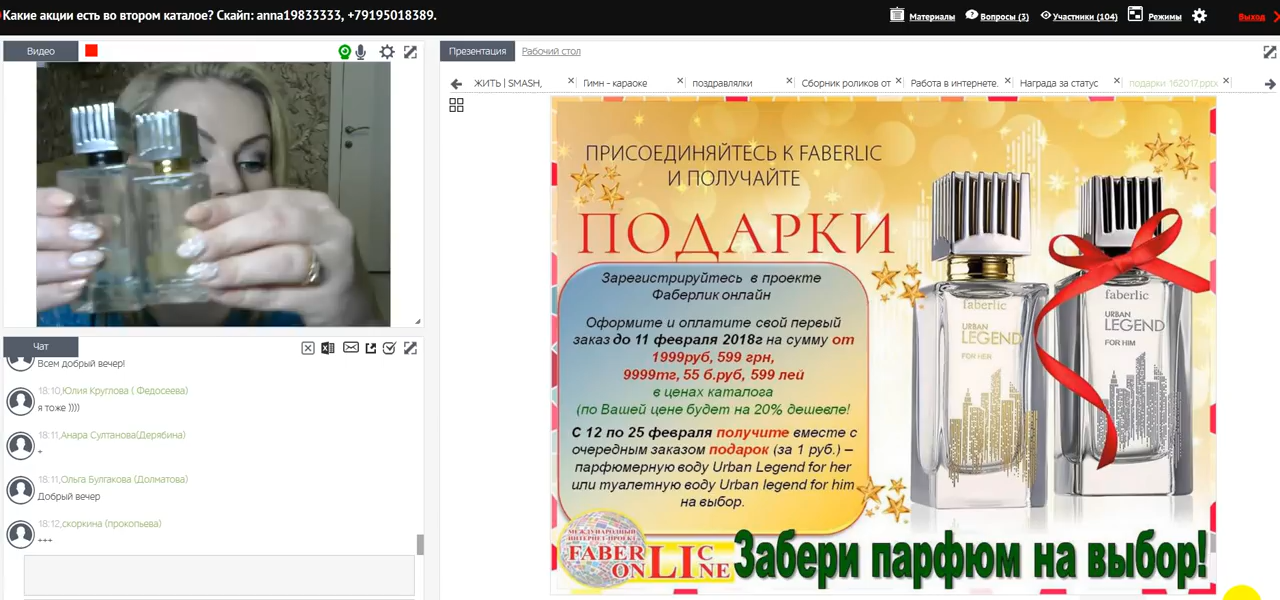 Какие акции есть во втором каталое? Скайп: anna19833333, +79195018389.
Материалы
Вопросы (3)
Участники (104)
Режимы
Выход
Видео
Презентация
Рабочий стол
ЖИТЬ | SMASH,
Гимн - караоке
поздравлялки
Сборник роликов от
Работа в интернете.
Награда за статус
подарки 162017.pptx
ПРИСОЕДИНЯЙТЕСЬ К FABERLIC
И ПОЛУЧАЙТЕ
ПОДАРКИ
Зарегистрируйтесь в проекте
Фаберлик онлайн
Оформите и оплатите свой первый
заказ до 11 февраля 2018г на сумму от
1999руб, 599 грн,
9999тг, 55 б.руб, 599 лей
в ценах каталога
(по Вашей цене будет на 20% дешевле!
С 12 по 25 февраля получите вместе с
очередным заказом подарок (за 1 руб.) –
парфюмерную воду Urban Legend for her
или туалетную воду Urban legend for him
на выбор.
faberlic
URBAN
LEGEND
FOR HER
faberlic
URBAN
LEGEND
FOR HIM
МЕЖДУНАРОДНЫЙ
ИНТЕРНЕТ-ПРОЕКТ
FABERLIC
ONLINE
Забери парфюм на выбор!
Чат
Всем добрый вечер!
18:10,Юлия Круглова ( Федосеева)
я тоже ))))
18:11,Анара Султанова(Дерябина)
+
18:11,Ольга Булгакова (Долматова)
Добрый вечер
18:12,скоркина (прокопьева)
+++